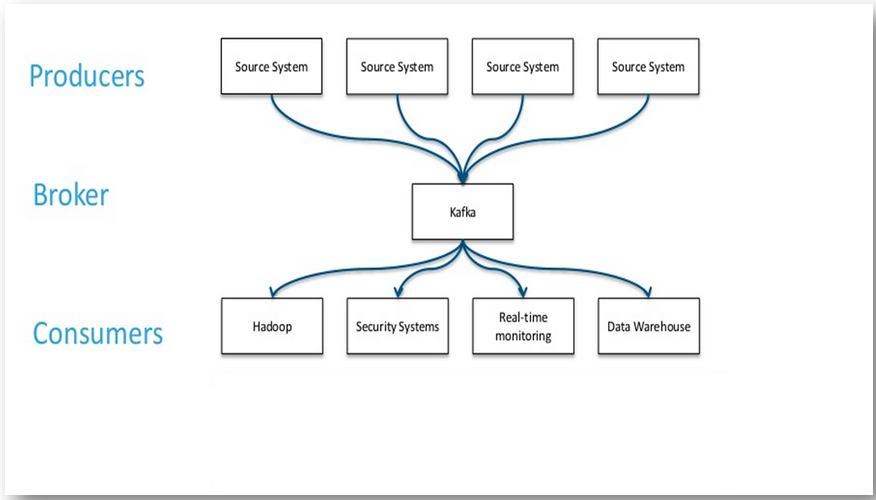 Producers
Source System
Source System
Source System
Source System
Broker
Kafka
Consumers
Hadoop
Security Systems
Real-time
monitoring
Data Warehouse